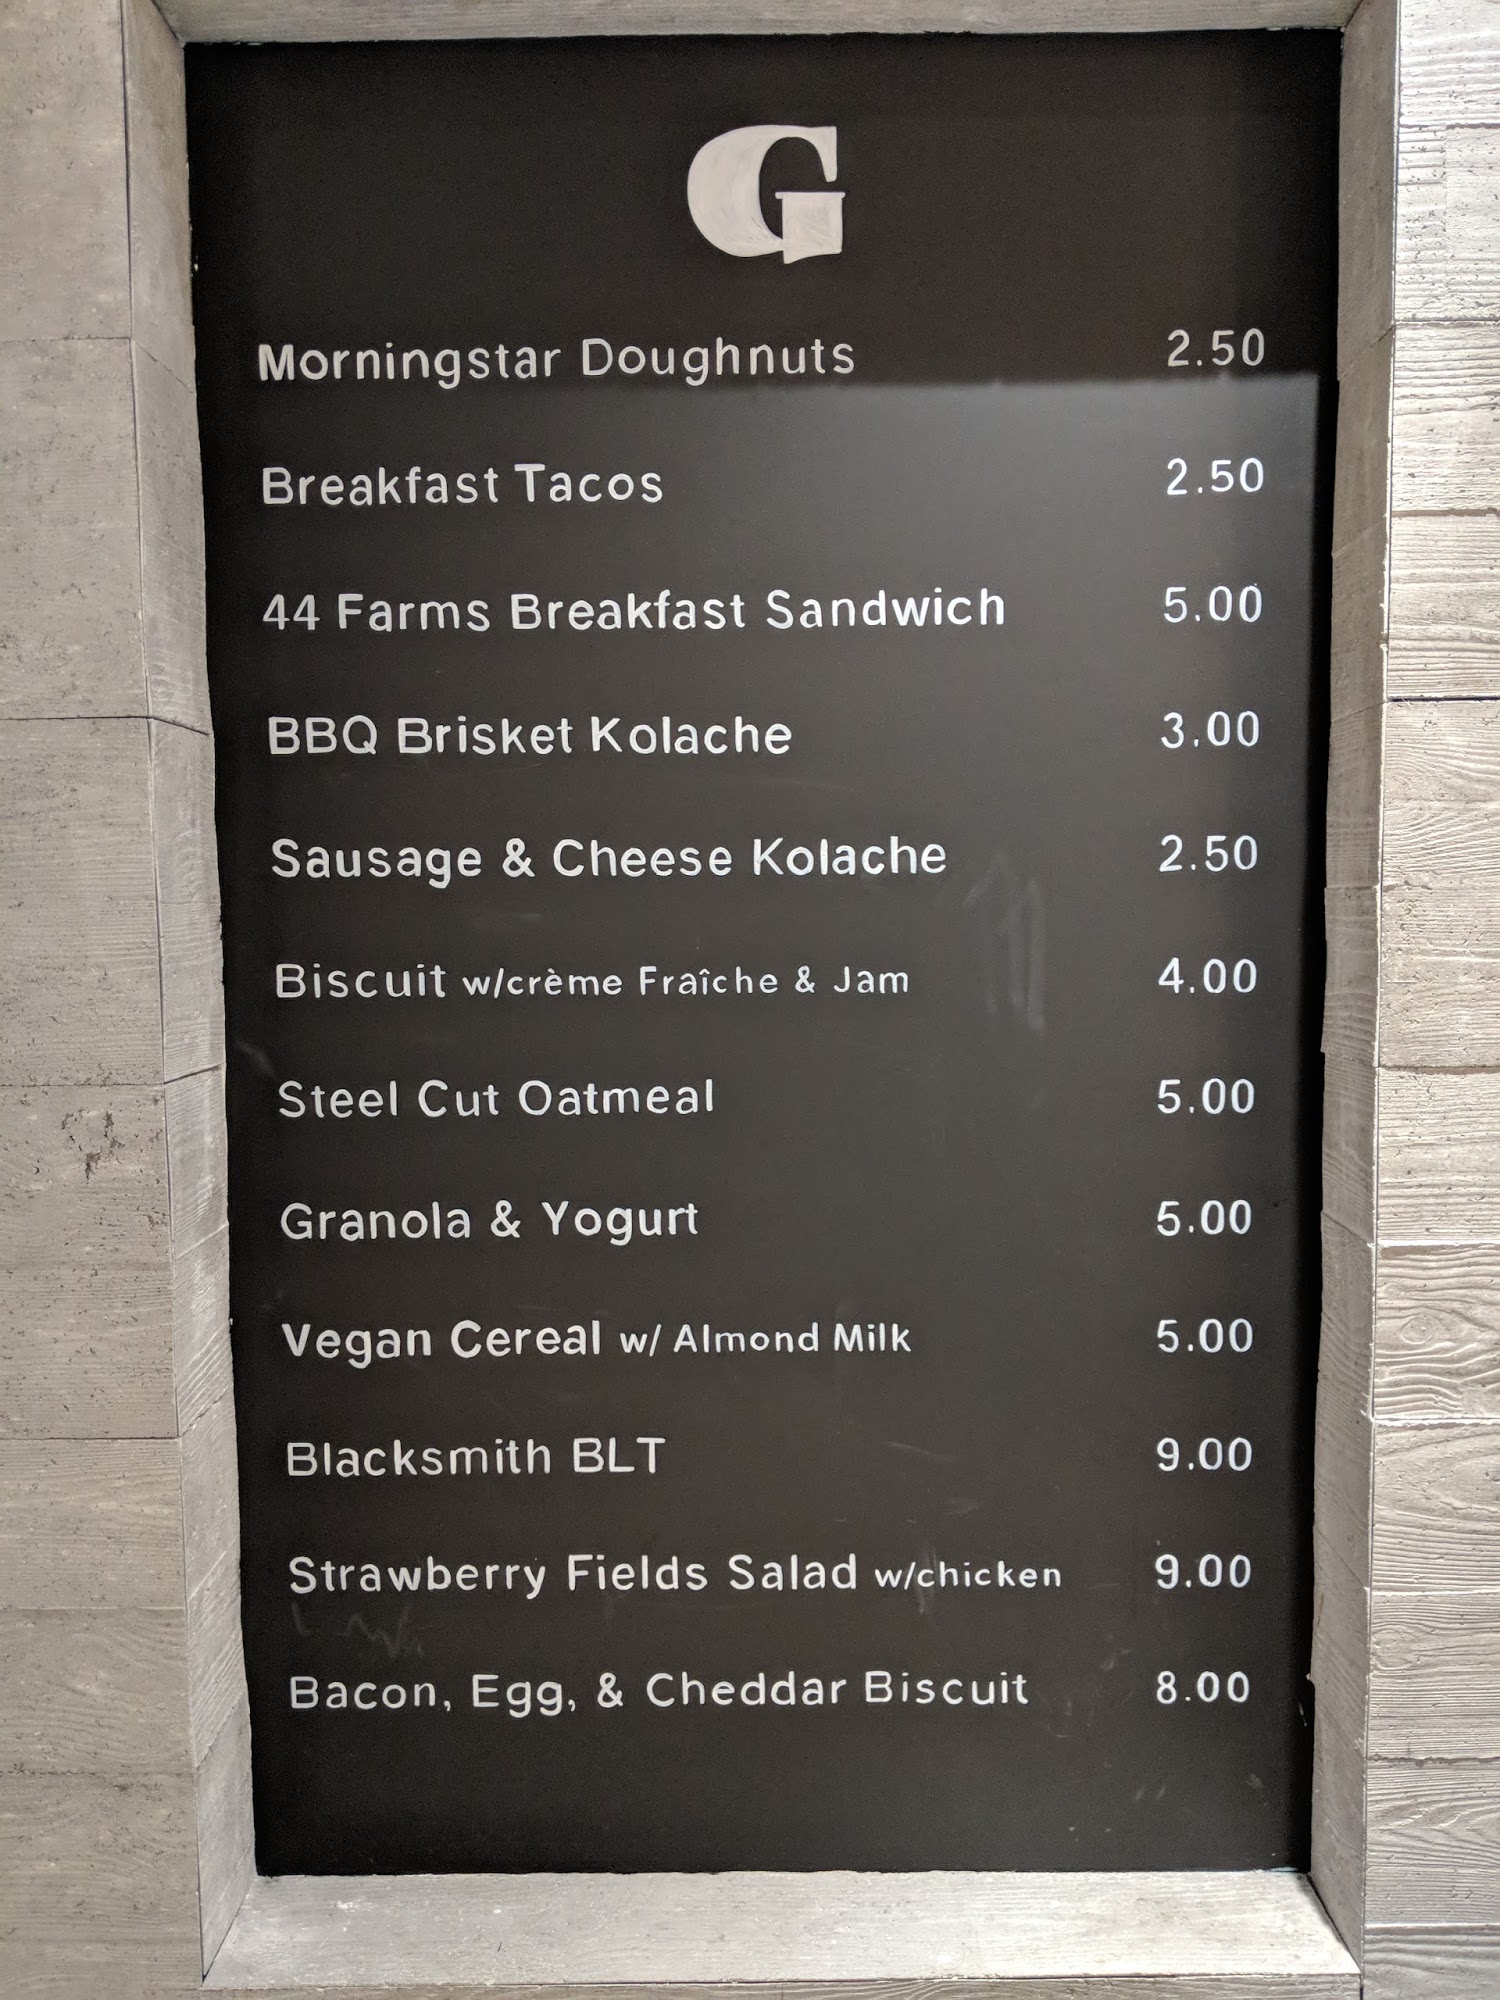 G
Morningstar Doughnuts 2.50
Breakfast Tacos 2.50
44 Farms Breakfast Sandwich 5.00
BBQ Brisket Kolache 3.00
Sausage & Cheese Kolache 2.50
Biscuit w/crème Fraîche & Jam 4.00
Steel Cut Oatmeal 5.00
Granola & Yogurt 5.00
Vegan Cereal w/ Almond Milk 5.00
Blacksmith BLT 9.00
Strawberry Fields Salad w/chicken 9.00
Bacon, Egg, & Cheddar Biscuit 8.00